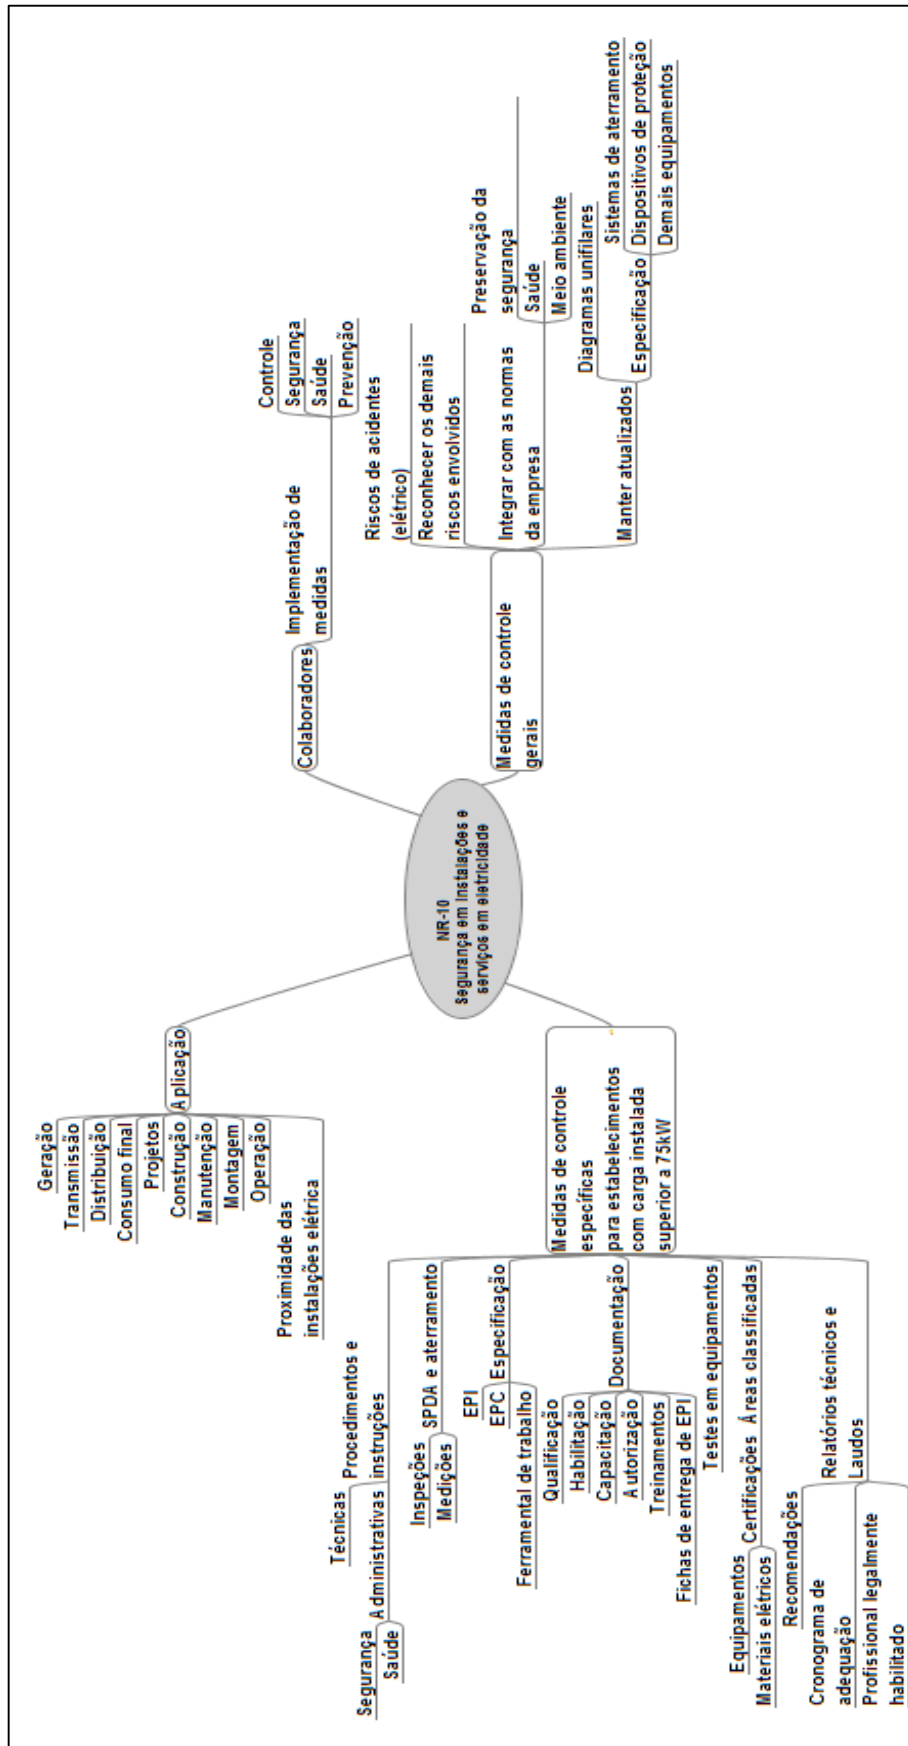 NR-10
Segurança em Instalações e
serviços em eletricidade
Aplicação
Geração
Transmissão
Distribuição
Consumo final
Projetos
Construção
Manutenção
Montagem
Operação
Proximidade das
instalações elétrica
Colaboradores
Implementação de
medidas
Controle
Segurança
Saúde
Prevenção
Medidas de controle
gerais
Riscos de acidentes
(elétrico)
Reconhecer os demais
riscos envolvidos
Integrar com as normas
da empresa
Preservação da
segurança
Saúde
Meio ambiente
Manter atualizados
Diagramas unifilares
Especificação
Sistemas de aterramento
Dispositivos de proteção
Demais equipamentos
Medidas de controle
específicas
para estabelecimentos
com carga instalada
superior a 75kW
Procedimentos e
instruções
Técnicas
Administrativas
Segurança
Saúde
SPDA e aterramento
Inspeções
Medições
Especificação
EPI
EPC
Ferramental de trabalho
Documentação
Qualificação
Habilitação
Capacitação
Autorização
Treinamentos
Fichas de entrega de EPI
Testes em equipamentos
Áreas classificadas
Certificações
Equipamentos
Materiais elétricos
Relatórios técnicos e
Laudos
Recomendações
Cronograma de
adequação
Profissional legalmente
habilitado